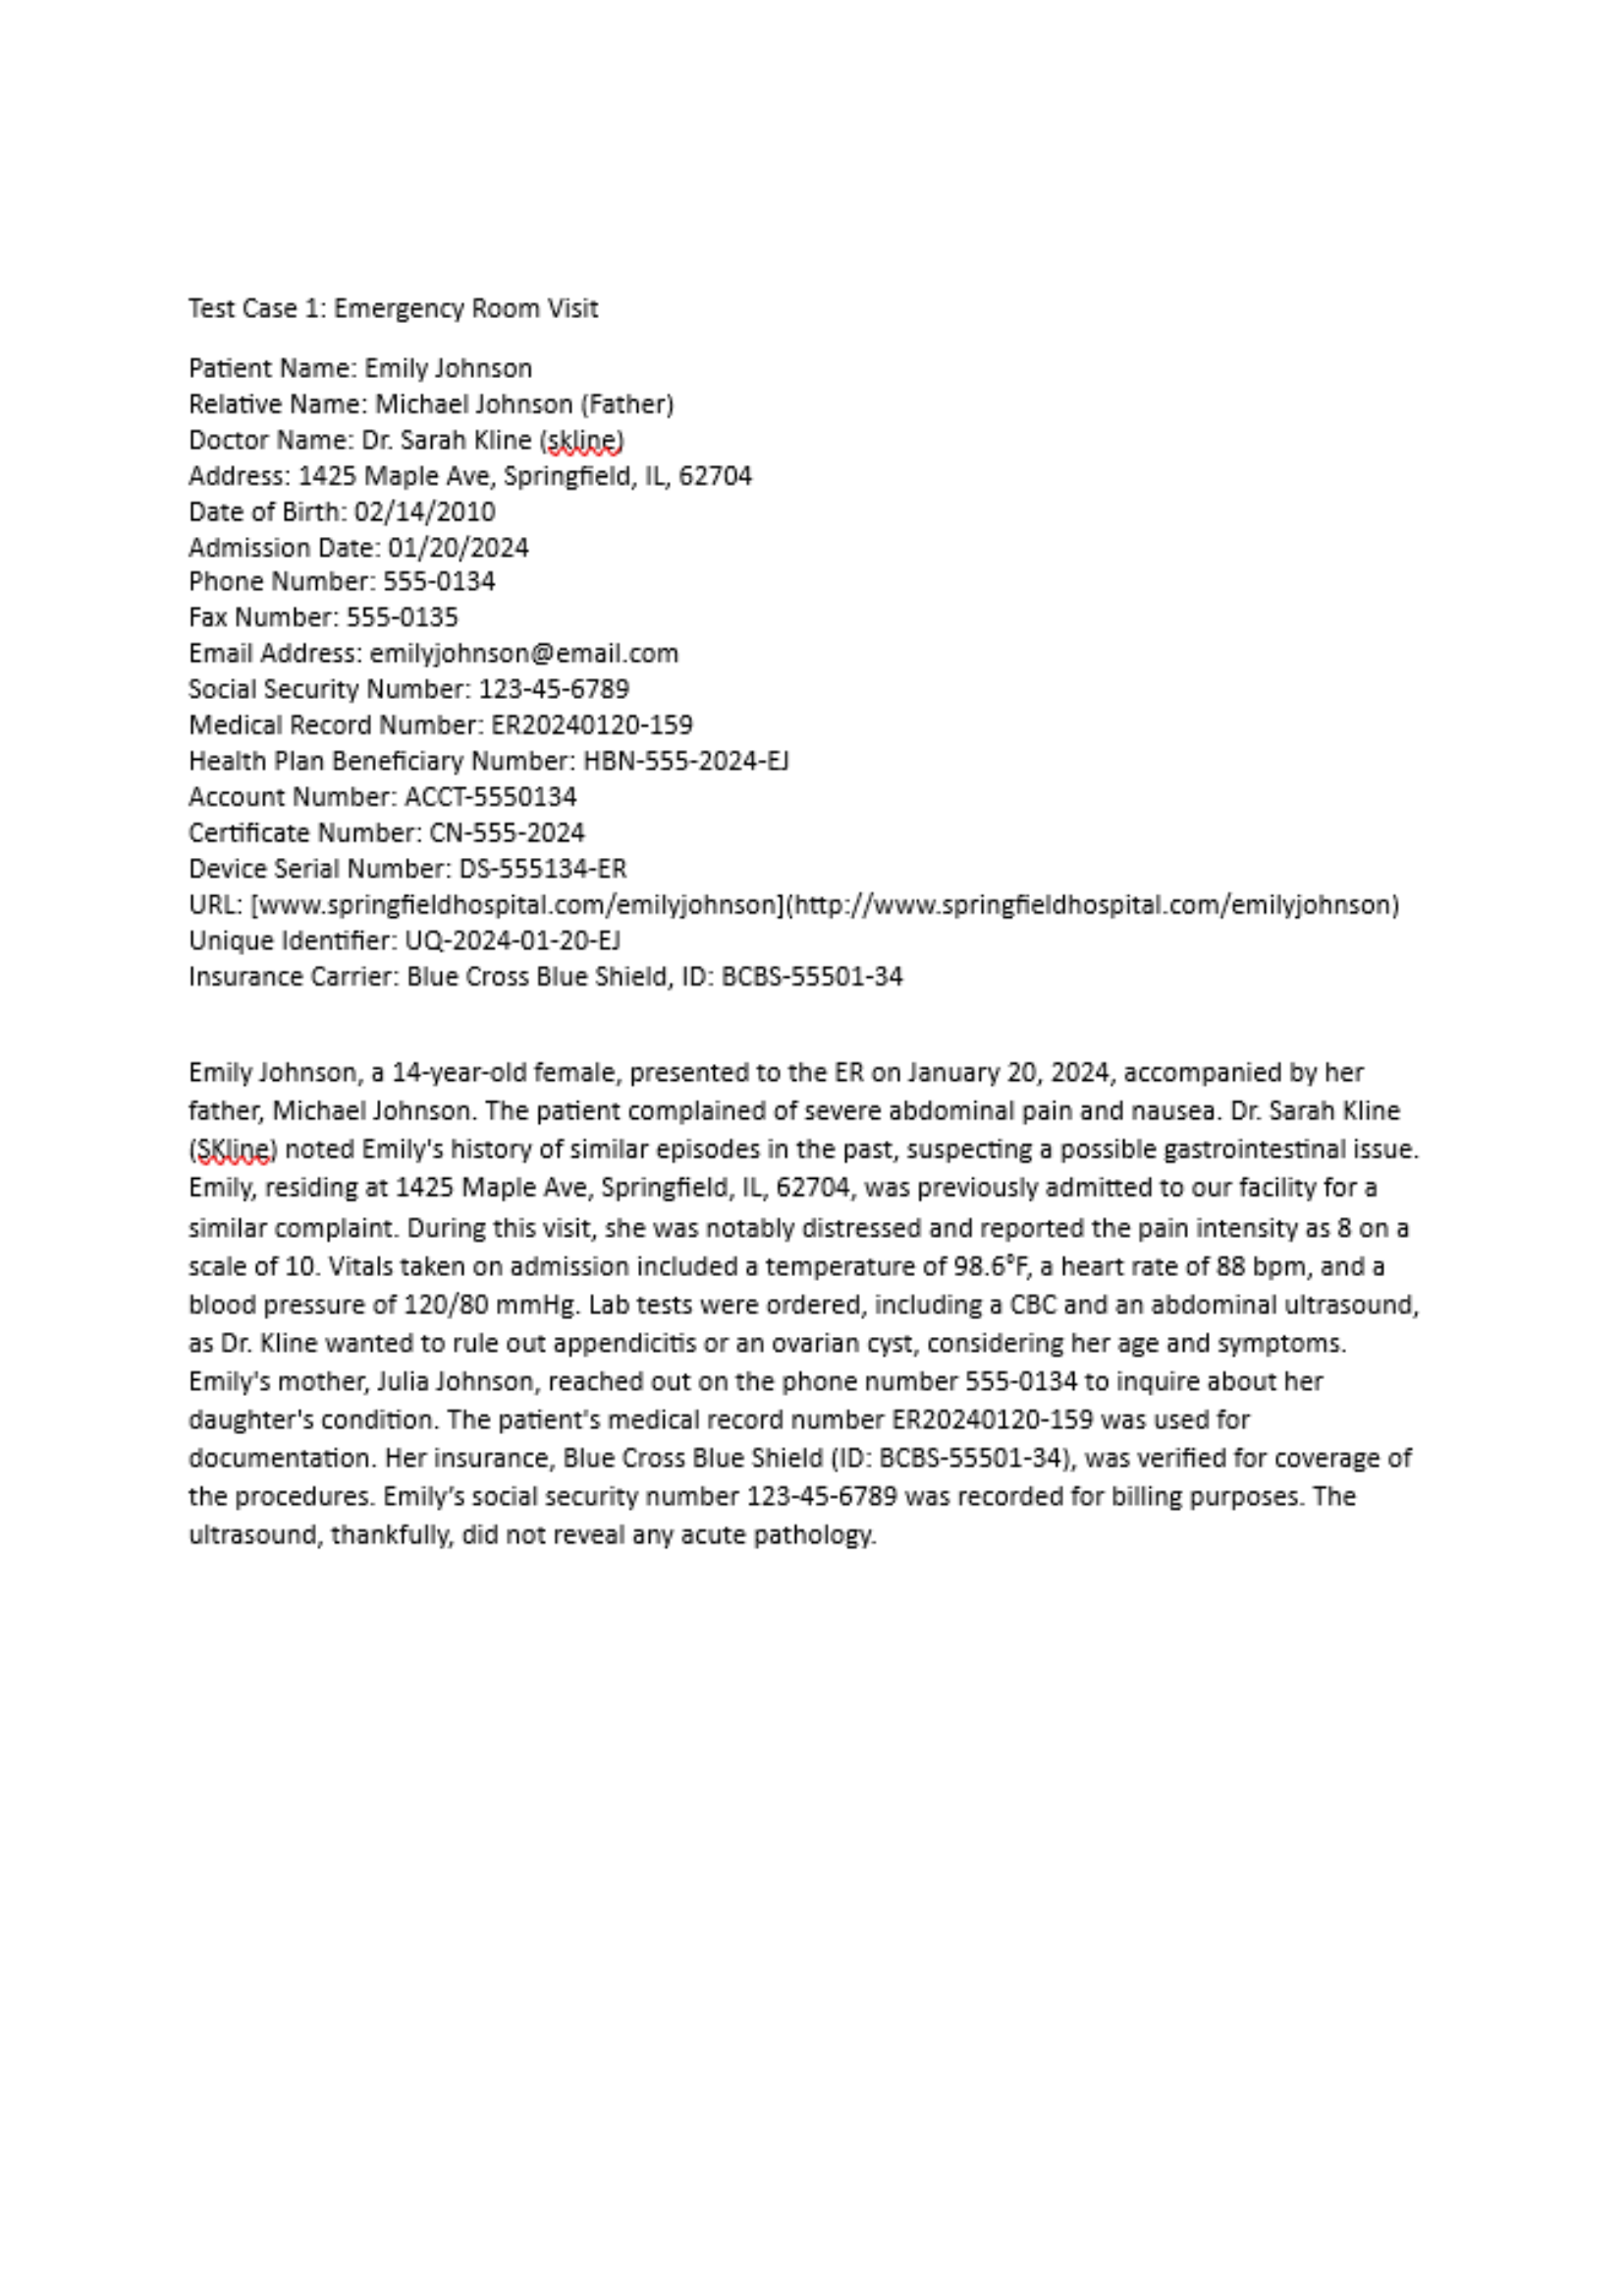 Test Case 1: Emergency Room Visit
Patient Name: Emily Johnson
Relative Name: Michael Johnson (Father)
Doctor Name: Dr. Sarah Kline (skline)
Address: 1425 Maple Ave, Springfield, IL, 62704
Date of Birth: 02/14/2010
Admission Date: 01/20/2024
Phone Number: 555-0134
Fax Number: 555-0135
Email Address: emilyjohnson@email.com
Social Security Number: 123-45-6789
Medical Record Number: ER20240120-159
Health Plan Beneficiary Number: HBN-555-2024-EJ
Account Number: ACCT-5550134
Certificate Number: CN-555-2024
Device Serial Number: DS-555134-ER
URL: [www.springfieldhospital.com/emilyjohnson](http://www.springfieldhospital.com/emilyjohnson)
Unique Identifier: UQ-2024-01-20-EJ
Insurance Carrier: Blue Cross Blue Shield, ID: BCBS-55501-34
Emily Johnson, a 14-year-old female, presented to the ER on January 20, 2024, accompanied by her
father, Michael Johnson. The patient complained of severe abdominal pain and nausea. Dr. Sarah Kline
(SKline) noted Emily's history of similar episodes in the past, suspecting a possible gastrointestinal issue.
Emily, residing at 1425 Maple Ave, Springfield, IL, 62704, was previously admitted to our facility for a
similar complaint. During this visit, she was notably distressed and reported the pain intensity as 8 on a
scale of 10. Vitals taken on admission included a temperature of 98.6°F, a heart rate of 88 bpm, and a
blood pressure of 120/80 mmHg. Lab tests were ordered, including a CBC and an abdominal ultrasound,
as Dr. Kline wanted to rule out appendicitis or an ovarian cyst, considering her age and symptoms.
Emily's mother, Julia Johnson, reached out on the phone number 555-0134 to inquire about her
daughter's condition. The patient's medical record number ER20240120-159 was used for
documentation. Her insurance, Blue Cross Blue Shield (ID: BCBS-55501-34), was verified for coverage of
the procedures. Emily’s social security number 123-45-6789 was recorded for billing purposes. The
ultrasound, thankfully, did not reveal any acute pathology.